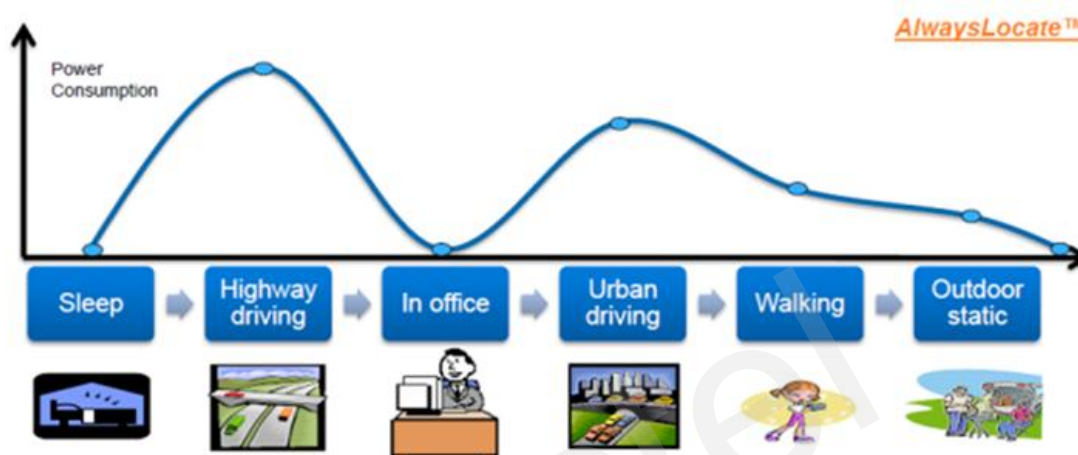 AlwaysLocate™
Power
Consumption
Sleep
Highway
driving
In office
Urban
driving
Walking
Outdoor
static